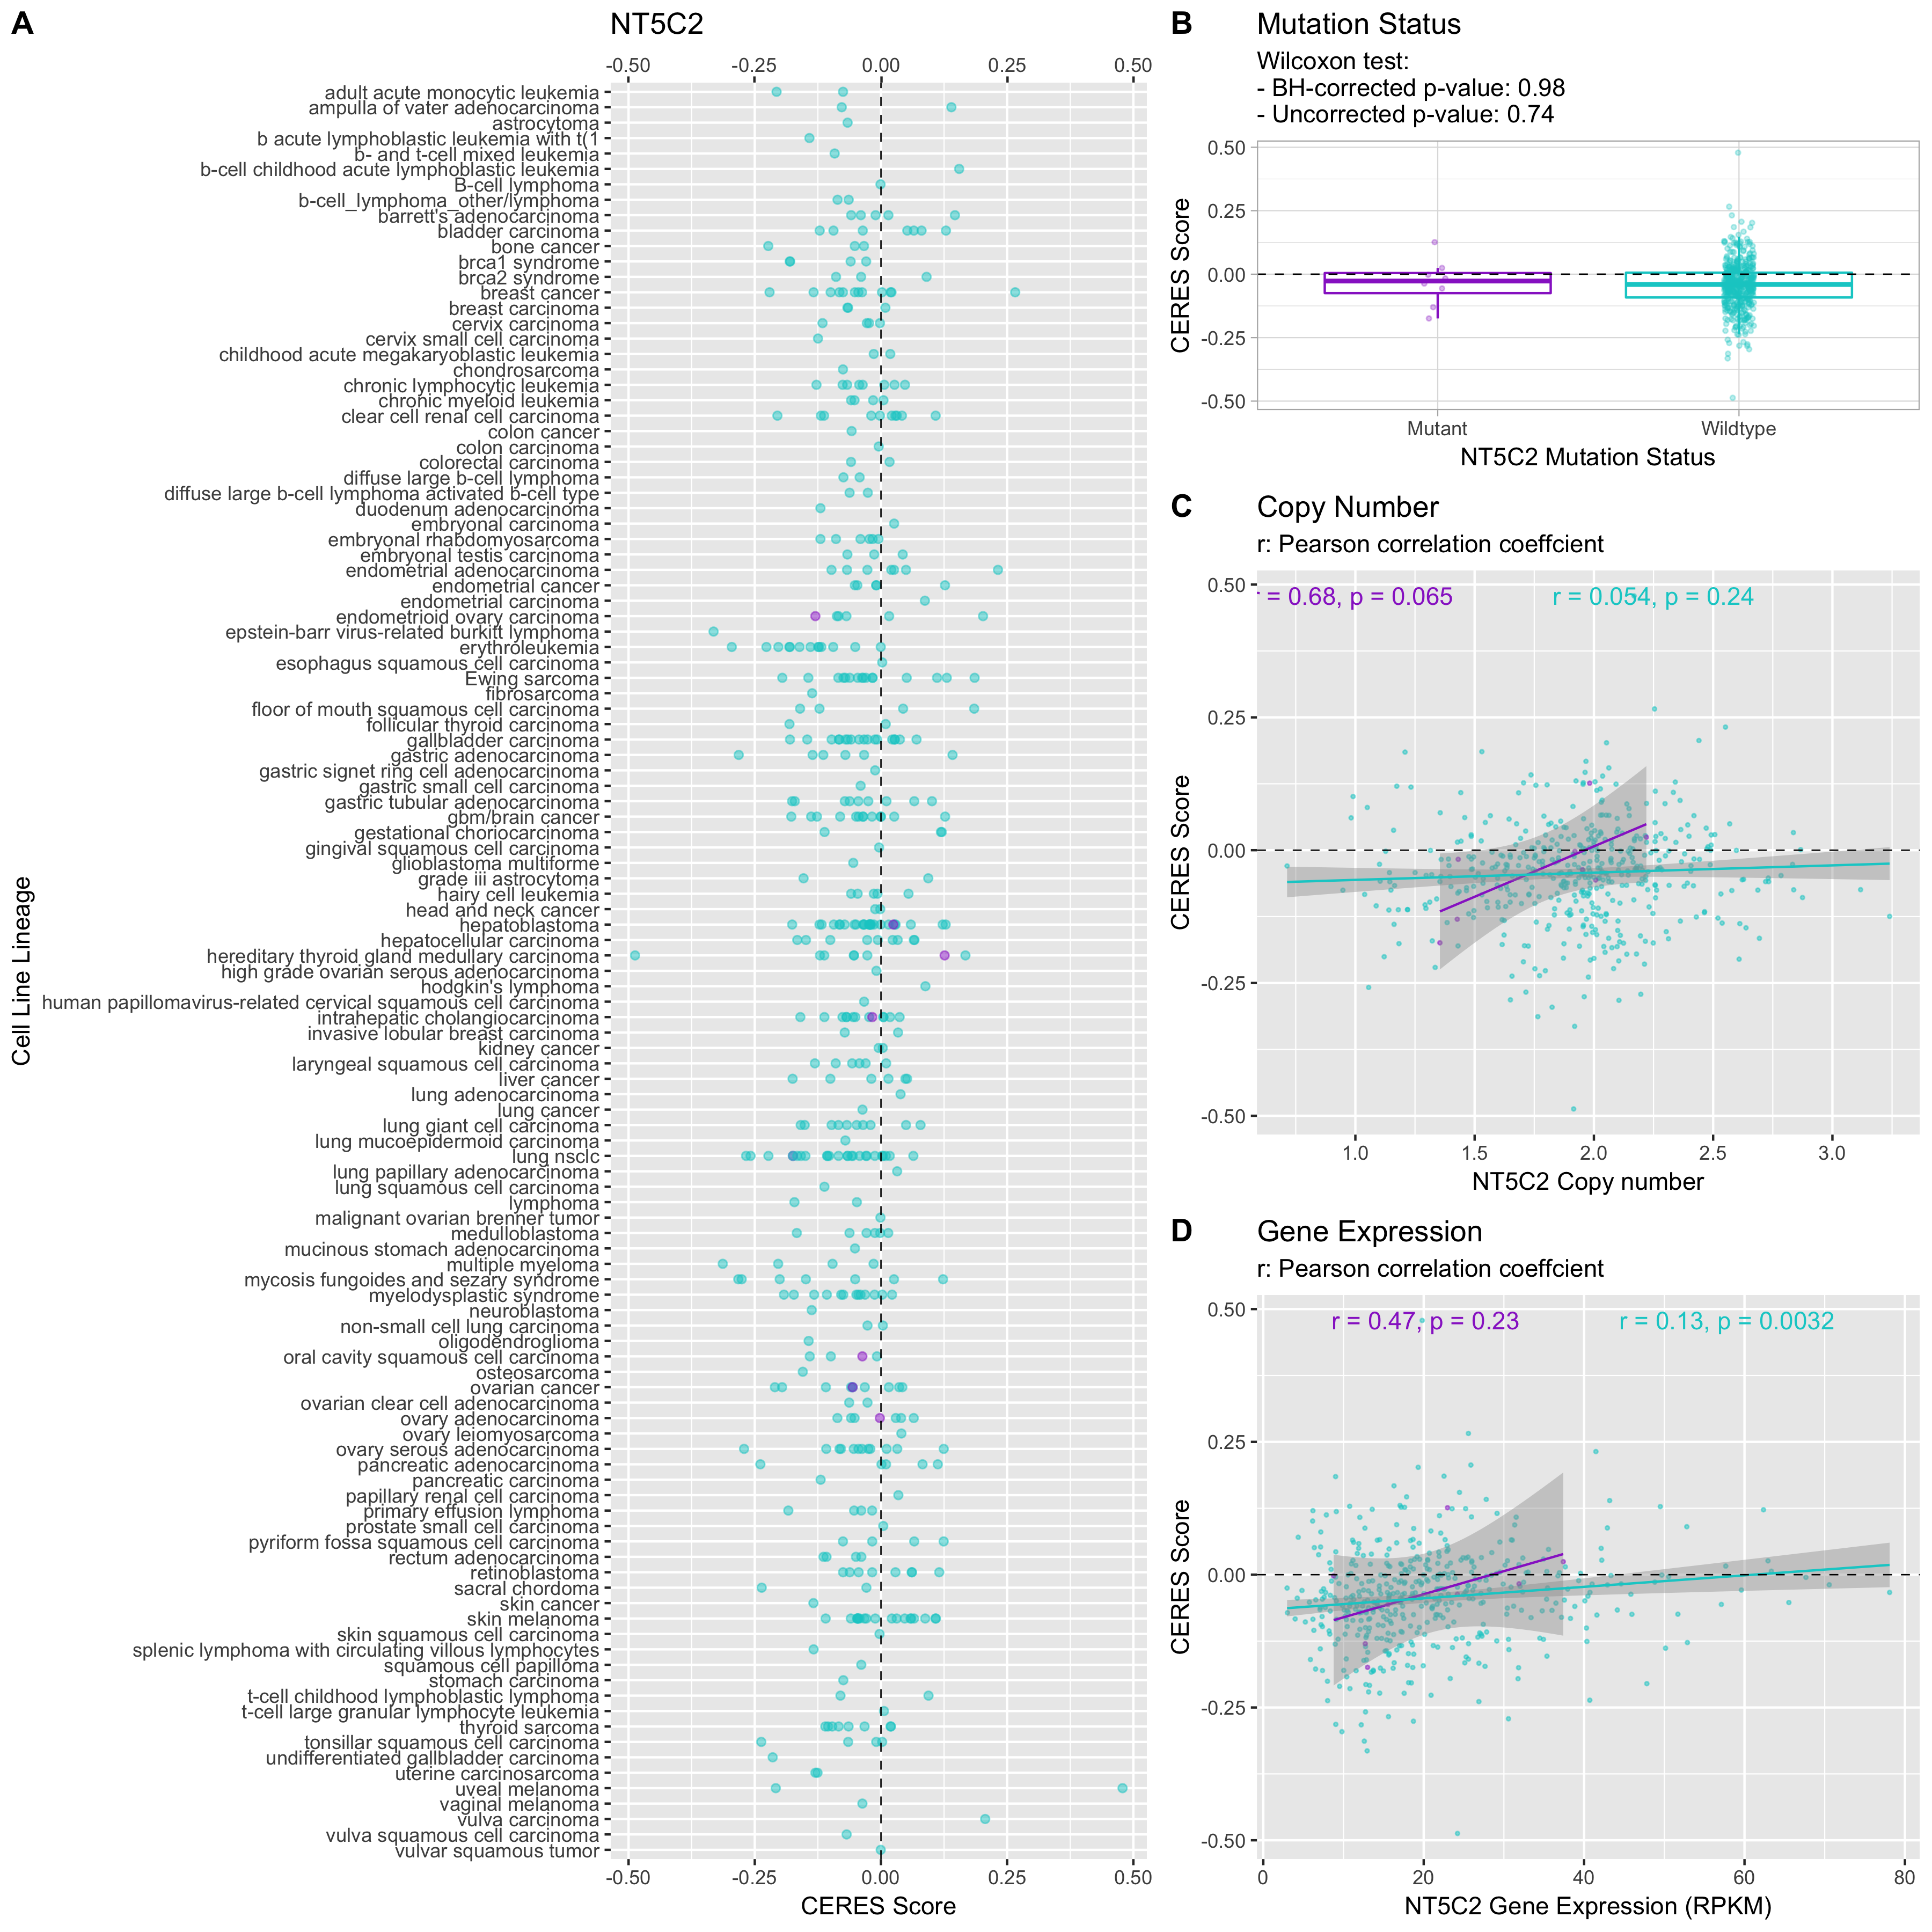 A
NT5C2
-0.50 -0.25 0.00 0.25 0.50
Cell Line Lineage
adult acute monocytic leukemia
ampulla of vater adenocarcinoma
astrocytoma
b acute lymphoblastic leukemia with t(1
b- and t-cell mixed leukemia
b-cell childhood acute lymphoblastic leukemia
B-cell lymphoma
b-cell_lymphoma_other/lymphoma
barrett's adenocarcinoma
bladder carcinoma
bone cancer
brca1 syndrome
brca2 syndrome
breast cancer
breast carcinoma
cervix carcinoma
cervix small cell carcinoma
childhood acute megakaryoblastic leukemia
chondrosarcoma
chronic lymphocytic leukemia
chronic myeloid leukemia
clear cell renal cell carcinoma
colon cancer
colon carcinoma
colorectal carcinoma
diffuse large b-cell lymphoma
diffuse large b-cell lymphoma activated b-cell type
duodenum adenocarcinoma
embryonal carcinoma
embryonal rhabdomyosarcoma
embryonal testis carcinoma
endometrial adenocarcinoma
endometrial cancer
endometrial carcinoma
endometrioid ovary carcinoma
epstein-barr virus-related burkitt lymphoma
erythroleukemia
esophagus squamous cell carcinoma
Ewing sarcoma
fibrosarcoma
floor of mouth squamous cell carcinoma
follicular thyroid carcinoma
gallbladder carcinoma
gastric adenocarcinoma
gastric signet ring cell adenocarcinoma
gastric small cell carcinoma
gastric tubular adenocarcinoma
gbm/brain cancer
gestational choriocarcinoma
gingival squamous cell carcinoma
glioblastoma multiforme
grade iii astrocytoma
hairy cell leukemia
head and neck cancer
hepatoblastoma
hepatocellular carcinoma
hereditary thyroid gland medullary carcinoma
high grade ovarian serous adenocarcinoma
hodgkin's lymphoma
human papillomavirus-related cervical squamous cell carcinoma
intrahepatic cholangiocarcinoma
invasive lobular breast carcinoma
kidney cancer
laryngeal squamous cell carcinoma
liver cancer
lung adenocarcinoma
lung cancer
lung giant cell carcinoma
lung mucoepidermoid carcinoma
lung nsclc
lung papillary adenocarcinoma
lung squamous cell carcinoma
lymphoma
malignant ovarian brenner tumor
medulloblastoma
mucinous stomach adenocarcinoma
multiple myeloma
mycosis fungoides and sezary syndrome
myelodysplastic syndrome
neuroblastoma
non-small cell lung carcinoma
oligodendroglioma
oral cavity squamous cell carcinoma
osteosarcoma
ovarian cancer
ovarian clear cell adenocarcinoma
ovary adenocarcinoma
ovary leiomyosarcoma
ovary serous adenocarcinoma
pancreatic adenocarcinoma
pancreatic carcinoma
papillary renal cell carcinoma
primary effusion lymphoma
prostate small cell carcinoma
pyriform fossa squamous cell carcinoma
rectum adenocarcinoma
retinoblastoma
sacral chordoma
skin cancer
skin melanoma
skin squamous cell carcinoma
splenic lymphoma with circulating villous lymphocytes
squamous cell papilloma
stomach carcinoma
t-cell childhood lymphoblastic lymphoma
t-cell large granular lymphocyte leukemia
thyroid sarcoma
tonsillar squamous cell carcinoma
undifferentiated gallbladder carcinoma
uterine carcinosarcoma
uveal melanoma
vaginal melanoma
vulva carcinoma
vulva squamous cell carcinoma
vulvar squamous tumor
-0.50 -0.25 0.00 0.25 0.50
CERES Score
B
Mutation Status
Wilcoxon test:
- BH-corrected p-value: 0.98
- Uncorrected p-value: 0.74
CERES Score
0.50
0.25
0.00
-0.25
-0.50
Mutant Wildtype
NT5C2 Mutation Status
C
Copy Number
r: Pearson correlation coeffcient
r = 0.68, p = 0.065 r = 0.054, p = 0.24
CERES Score
0.50
0.25
0.00
-0.25
-0.50
1.0 1.5 2.0 2.5 3.0
NT5C2 Copy number
D
Gene Expression
r: Pearson correlation coeffcient
r = 0.47, p = 0.23 r = 0.13, p = 0.0032
CERES Score
0.50
0.25
0.00
-0.25
-0.50
0 20 40 60 80
NT5C2 Gene Expression (RPKM)